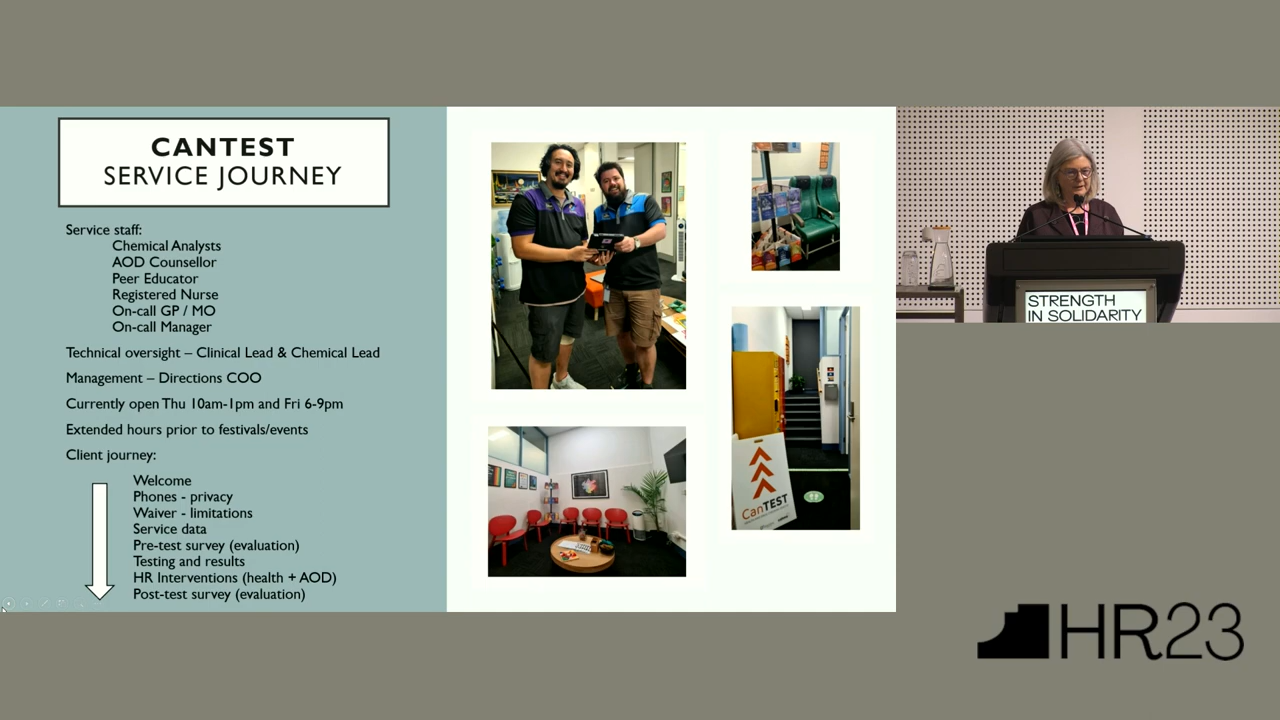 CANTEST
SERVICE JOURNEY
Service staff:
Chemical Analysts
AOD Counsellor
Peer Educator
Registered Nurse
On-call GP / MO
On-call Manager
Technical oversight – Clinical Lead & Chemical Lead
Management – Directions COO
Currently open Thu 10am-1pm and Fri 6-9pm
Extended hours prior to festivals/events
Client journey:
Welcome
Phones - privacy
Waiver - limitations
Service data
Pre-test survey (evaluation)
Testing and results
HR Interventions (health + AOD)
Post-test survey (evaluation)
CanTEST
STRENGTH
IN SOLIDARITY
HR23